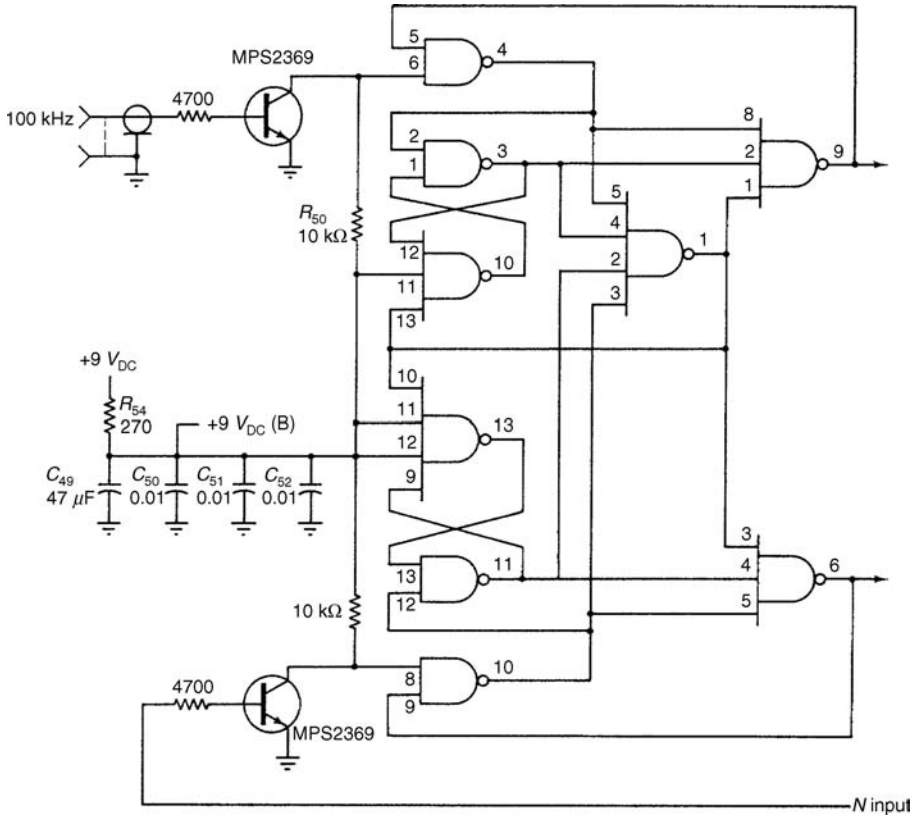 MPS2369
100 kHz
4700
R50
10 kΩ
5
6
4
2
1
3
12
11
13
10
8
2
1
9
5
4
2
3
1
+9 VDC
R54
270
+9 VDC (B)
C49
47 μF
C50
0.01
C51
0.01
C52
0.01
10
11
12
9
13
13
12
11
10 kΩ
3
4
5
6
8
9
10
4700
MPS2369
N input